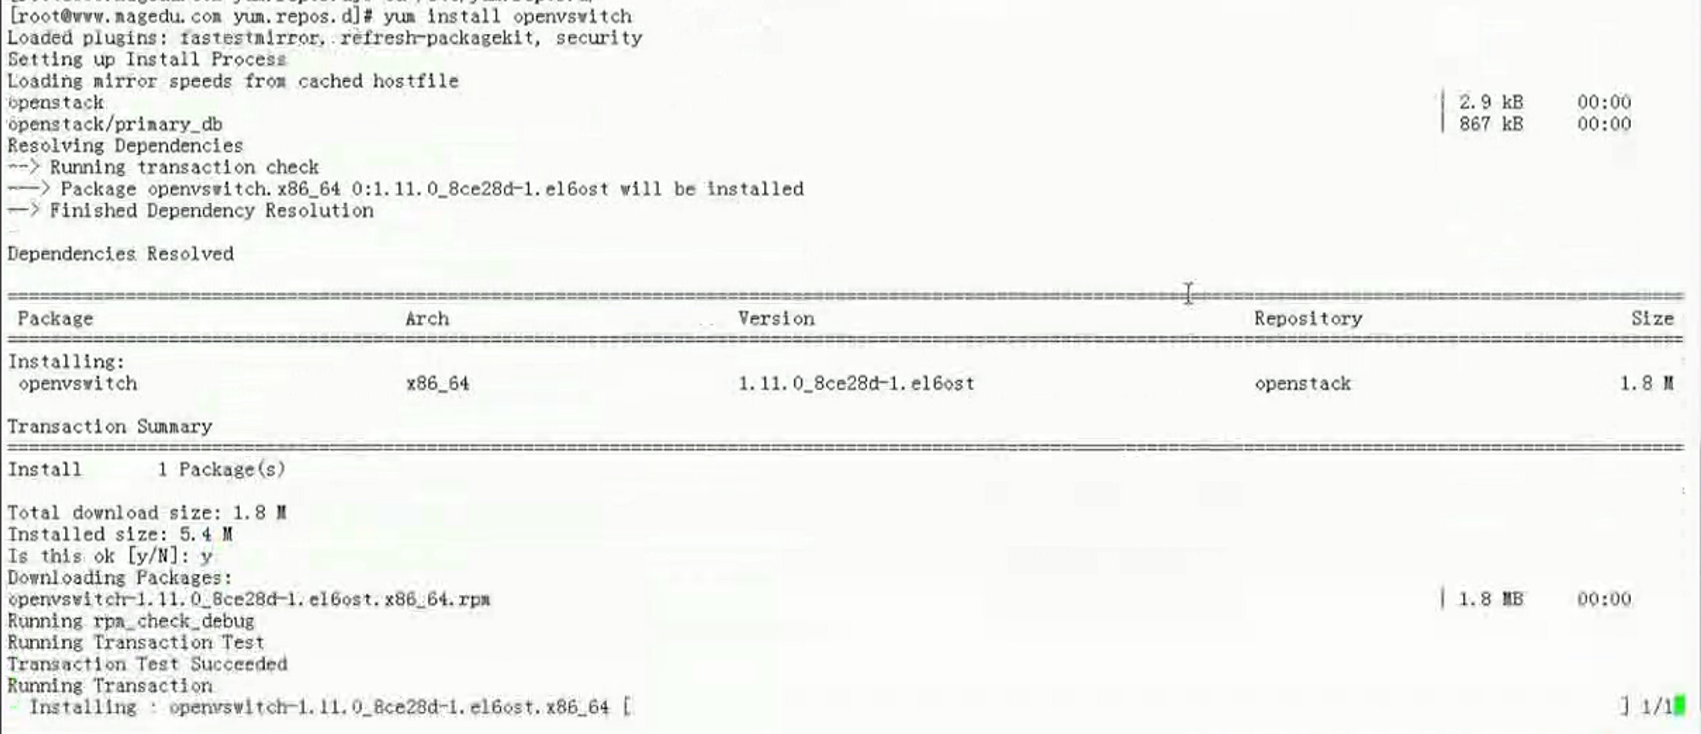 [root@www.magedu.com yum.repos.d]# yum install openvswitch
Loaded plugins: fastestmirror, refresh-packagekit, security
Setting up Install Process
Loading mirror speeds from cached hostfile
openstack | 2.9 kB 00:00
openstack/primary_db | 867 kB 00:00
Resolving Dependencies
--> Running transaction check
---> Package openvswitch.x86_64 0:1.11.0_8ce28d-1.el6ost will be installed
--> Finished Dependency Resolution
Dependencies Resolved
Package Arch Version Repository Size
Installing:
openvswitch x86_64 1.11.0_8ce28d-1.el6ost openstack 1.8 M
Transaction Summary
Install 1 Package(s)
Total download size: 1.8 M
Installed size: 5.4 M
Is this ok [y/N]: y
Downloading Packages:
openvswitch-1.11.0_8ce28d-1.el6ost.x86_64.rpm | 1.8 MB 00:00
Running rpm_check_debug
Running Transaction Test
Transaction Test Succeeded
Running Transaction
Installing : openvswitch-1.11.0_8ce28d-1.el6ost.x86_64 [ ] 1/1